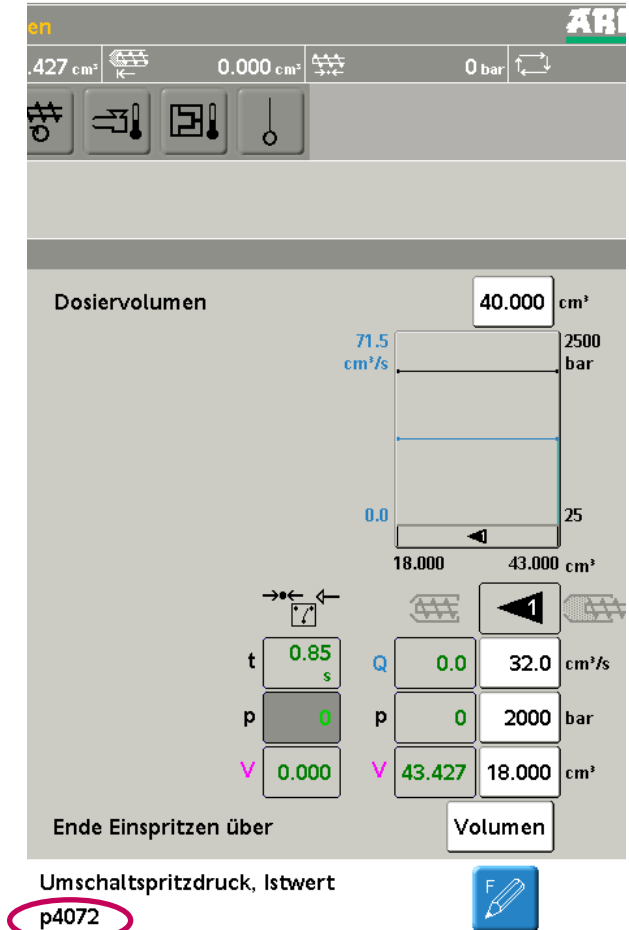 en ARB
.427 cm³ 0.000 cm³ 0 bar
Dosiervolumen 40.000 cm³
71.5 2500
cm³/s bar
0.0 25
1
18.000 43.000 cm³
1
t 0.85 s Q 0.0 32.0 cm³/s
p 0 p 0 2000 bar
V 0.000 V 43.427 18.000 cm³
Ende Einspritzen über Volumen
Umschaltspritzdruck, Istwert F
p4072